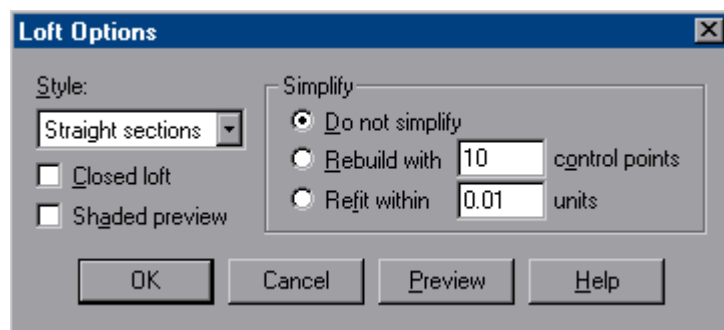 Loft Options
Style:
Straight sections
Closed loft
Shaded preview
Simplify
Do not simplify
Rebuild with 10 control points
Refit within 0.01 units
OK Cancel Preview Help